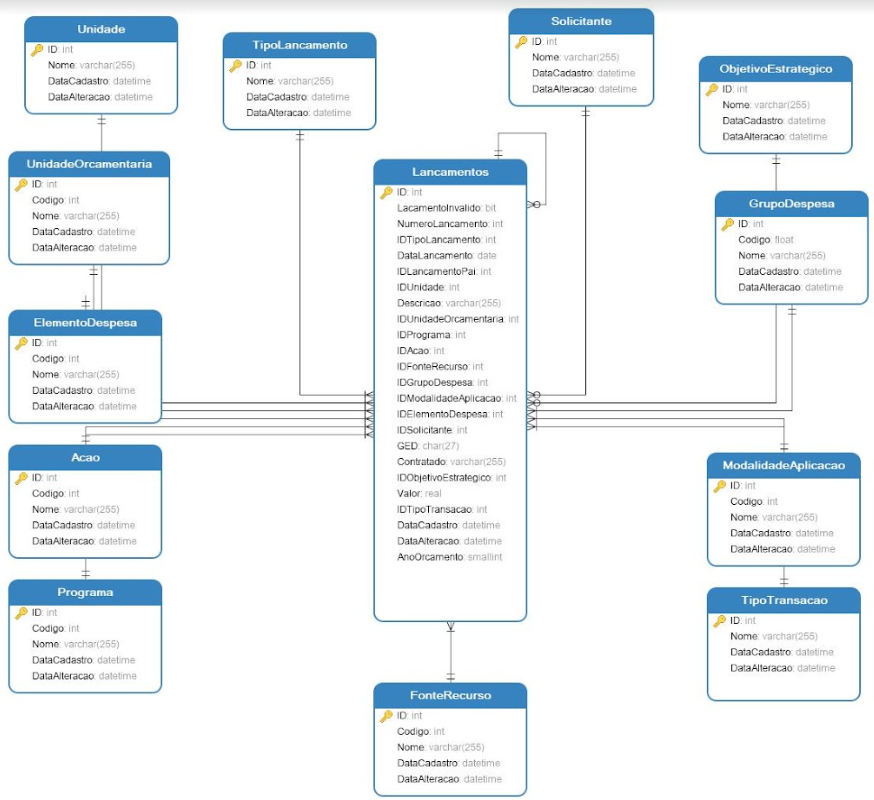 Unidade
ID: int
Nome: varchar(255)
DataCadastro: datetime
DataAlteracao: datetime
TipoLancamento
ID: int
Nome: varchar(255)
DataCadastro: datetime
DataAlteracao: datetime
Solicitante
ID: int
Nome: varchar(255)
DataCadastro: datetime
DataAlteracao: datetime
ObjetivoEstrategico
ID: int
Nome: varchar(255)
DataCadastro: datetime
DataAlteracao: datetime
UnidadeOrcamentaria
ID: int
Codigo: int
Nome: varchar(255)
DataCadastro: datetime
DataAlteracao: datetime
Lancamentos
ID: int
LacamentoInvalido: bit
NumeroLancamento: int
IDTipoLancamento: int
DataLancamento: date
IDLancamentoPai: int
IDUnidade: int
Descricao: varchar(255)
IDUnidadeOrcamentaria: int
IDPrograma: int
IDAcao: int
IDFonteRecurso: int
IDGrupoDespesa: int
IDModalidadeAplicacao: int
IDElementoDespesa: int
IDSolicitante: int
GED: char(27)
Contratado: varchar(255)
IDObjetivoEstrategico: int
Valor: real
IDTipoTransacao: int
DataCadastro: datetime
DataAlteracao: datetime
AnoOrcamento: smallint
GrupoDespesa
ID: int
Codigo: float
Nome: varchar(255)
DataCadastro: datetime
DataAlteracao: datetime
ElementoDespesa
ID: int
Codigo: int
Nome: varchar(255)
DataCadastro: datetime
DataAlteracao: datetime
Acao
ID: int
Codigo: int
Nome: varchar(255)
DataCadastro: datetime
DataAlteracao: datetime
ModalidadeAplicacao
ID: int
Codigo: int
Nome: varchar(255)
DataCadastro: datetime
DataAlteracao: datetime
Programa
ID: int
Codigo: int
Nome: varchar(255)
DataCadastro: datetime
DataAlteracao: datetime
TipoTransacao
ID: int
Nome: varchar(255)
DataCadastro: datetime
DataAlteracao: datetime
FonteRecurso
ID: int
Codigo: int
Nome: varchar(255)
DataCadastro: datetime
DataAlteracao: datetime